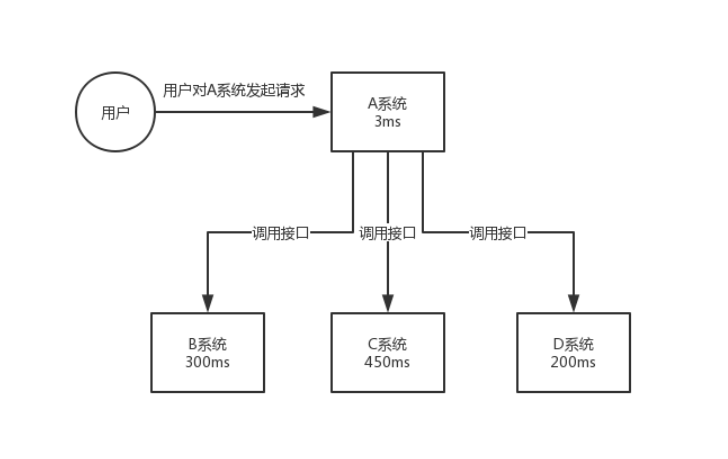 用户对A系统发起请求
用户
A系统
3ms
调用接口
调用接口
调用接口
B系统
300ms
C系统
450ms
D系统
200ms